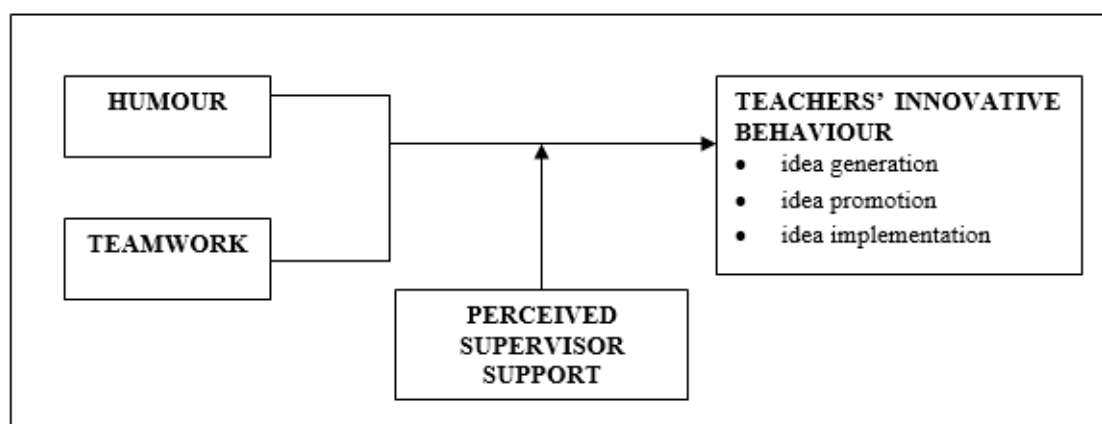 HUMOUR
TEAMWORK
PERCEIVED
SUPERVISOR
SUPPORT
TEACHERS’ INNOVATIVE
BEHAVIOUR
• idea generation
• idea promotion
• idea implementation